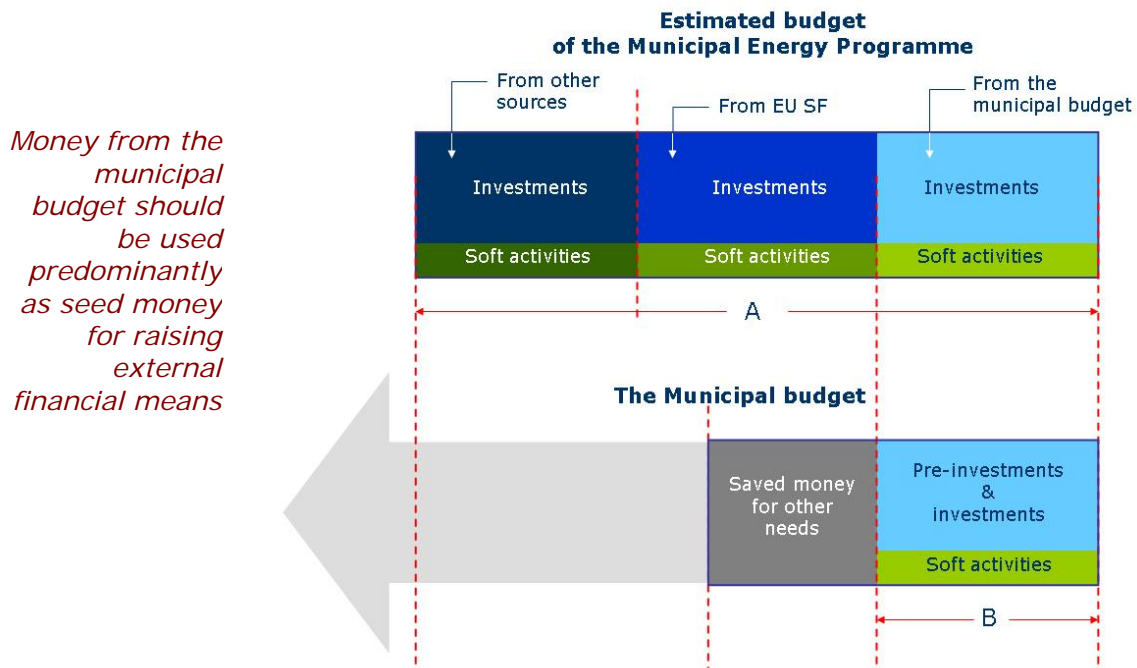 Estimated budget
of the Municipal Energy Programme
From other
sources
From EU SF
From the
municipal budget
Money from the
municipal
budget should
be used
predominantly
as seed money
for raising
external
financial means
Investments
Investments
Investments
Soft activities
Soft activities
Soft activities
A
The Municipal budget
Saved money
for other
needs
Pre-investments
&
investments
Soft activities
B